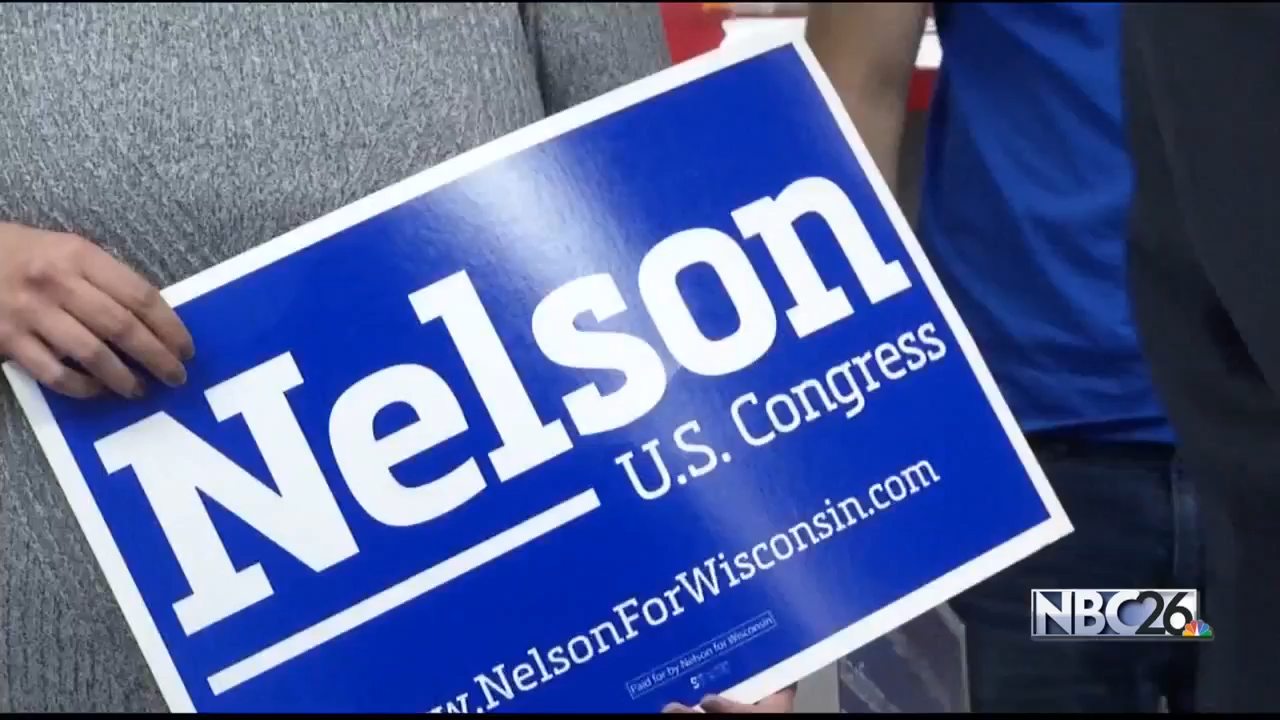 Nelson
U.S. Congress
w.NelsonForWisconsin.com
Paid for by Nelson for Wisconsin
NBC26